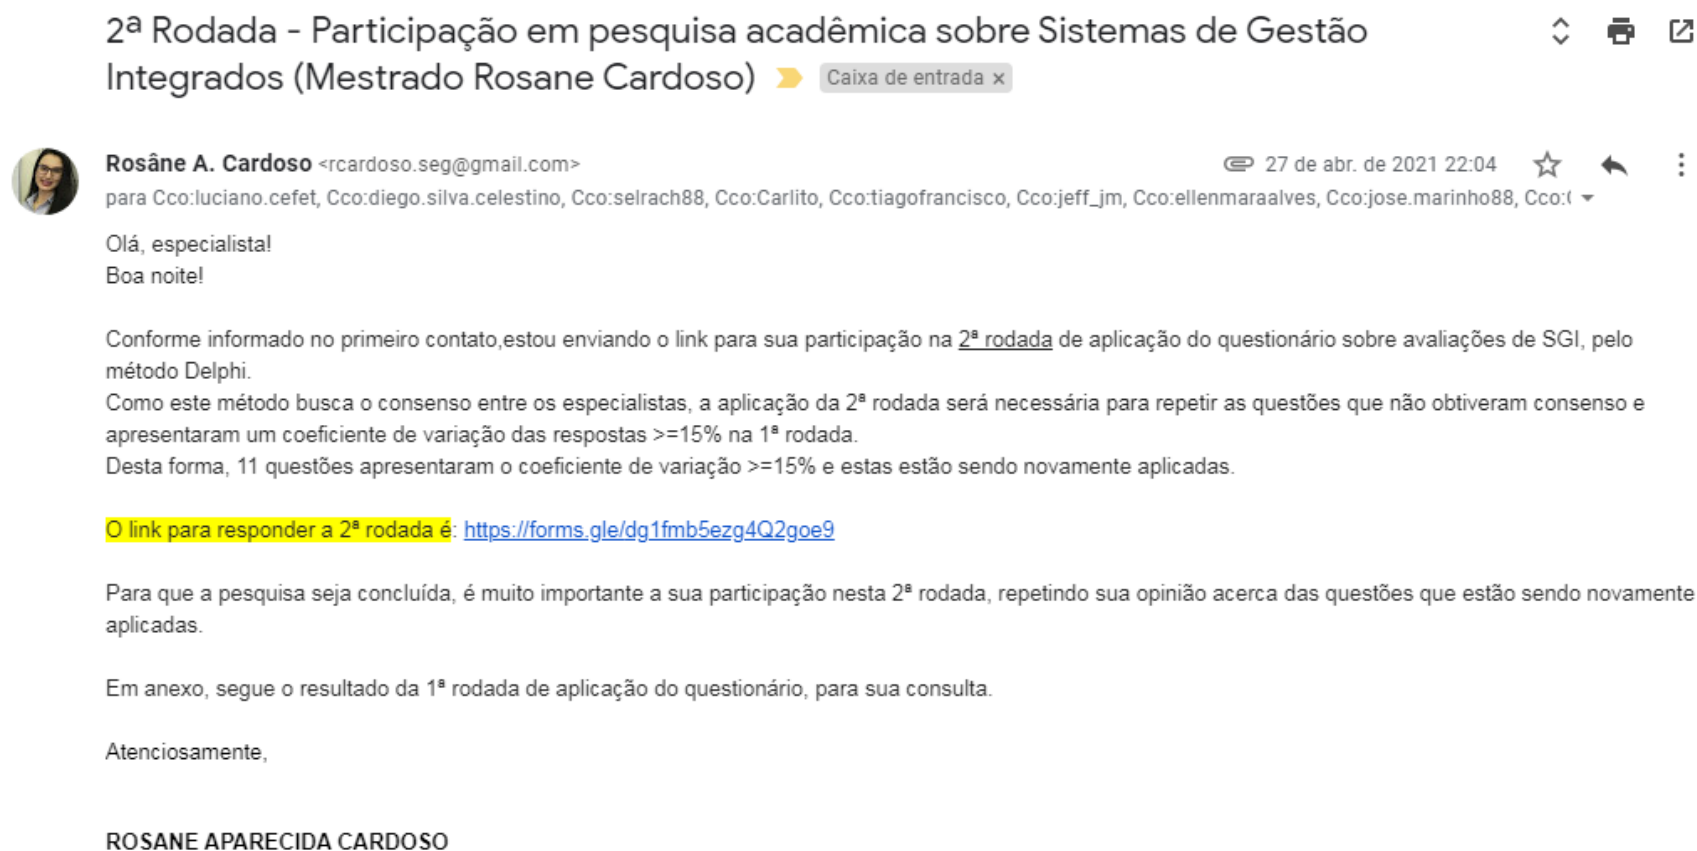 2ª Rodada - Participação em pesquisa acadêmica sobre Sistemas de Gestão
Integrados (Mestrado Rosane Cardoso)
Caixa de entrada ×
Rosâne A. Cardoso <rcardoso.seg@gmail.com>
27 de abr. de 2021 22:04
para Cco:luciano.cefet, Cco:diego.silva.celestino, Cco:selrach88, Cco:Carlito, Cco:tiagofrancisco, Cco:jeff_jm, Cco:ellenmaraalves, Cco:jose.marinho88, Cco:
Olá, especialista!
Boa noite!
Conforme informado no primeiro contato,estou enviando o link para sua participação na 2ª rodada de aplicação do questionário sobre avaliações de SGI, pelo
método Delphi.
Como este método busca o consenso entre os especialistas, a aplicação da 2ª rodada será necessária para repetir as questões que não obtiveram consenso e
apresentaram um coeficiente de variação das respostas >=15% na 1ª rodada.
Desta forma, 11 questões apresentaram o coeficiente de variação >=15% e estas estão sendo novamente aplicadas.
O link para responder a 2ª rodada é: https://forms.gle/dg1fmb5ezg4Q2goe9
Para que a pesquisa seja concluída, é muito importante a sua participação nesta 2ª rodada, repetindo sua opinião acerca das questões que estão sendo novamente
aplicadas.
Em anexo, segue o resultado da 1ª rodada de aplicação do questionário, para sua consulta.
Atenciosamente,
ROSANE APARECIDA CARDOSO